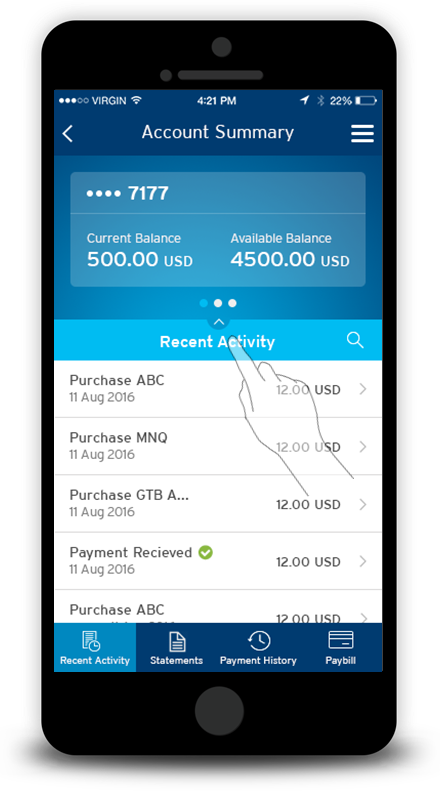 VIRGIN 4:21 PM 22%
Account Summary
•••• 7177
Current Balance Available Balance
500.00 USD 4500.00 USD
Recent Activity
Purchase ABC
12.00 USD
11 Aug 2016
Purchase MNQ
12.00 USD
11 Aug 2016
Purchase GTB A...
12.00 USD
11 Aug 2016
Payment Recieved
12.00 USD
11 Aug 2016
Purchase ABC
12.00 USD
Recent Activity Statements Payment History Paybill